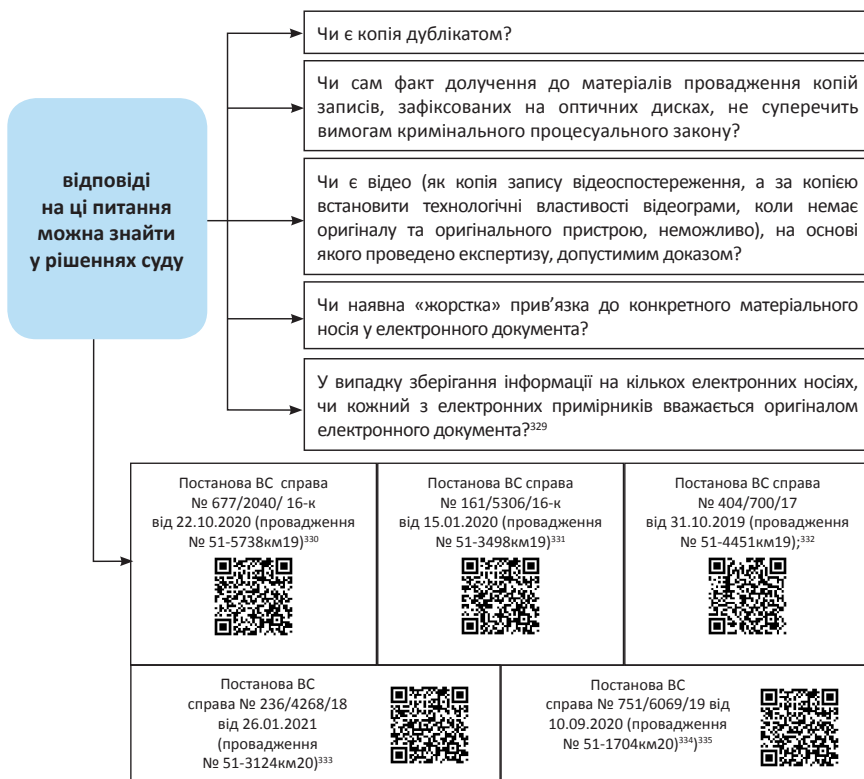 відповіді
на ці питання
можна знайти
у рішеннях суду
Чи є копія дублікатом?
Чи сам факт долучення до матеріалів провадження копій
записів, зафіксованих на оптичних дисках, не суперечить
вимогам кримінального процесуального закону?
Чи є відео (як копія запису відеоспостереження, а за копією
встановити технологічні властивості відеограми, коли немає
оригіналу та оригінального пристрою, неможливо), на основі
якого проведено експертизу, допустимим доказом?
Чи наявна «жорстка» прив’язка до конкретного матеріального
носія у електронного документа?
У випадку зберігання інформації на кількох електронних носіях,
чи кожний з електронних примірників вважається оригіналом
електронного документа?³²⁹
Постанова ВС справа
№ 677/2040/ 16-к
від 22.10.2020 (провадження
№ 51-5738км19)³³⁰
Постанова ВС справа
№ 161/5306/16-к
від 15.01.2020 (провадження
№ 51-3498км19)³³¹
Постанова ВС справа
№ 404/700/17
від 31.10.2019 (провадження
№ 51-4451км19);³³²
Постанова ВС
справа № 236/4268/18
від 26.01.2021
(провадження
№ 51-3124км20)³³³
Постанова ВС
справа № 751/6069/19 від
10.09.2020 (провадження
№ 51-1704км20)³³⁴)³³⁵